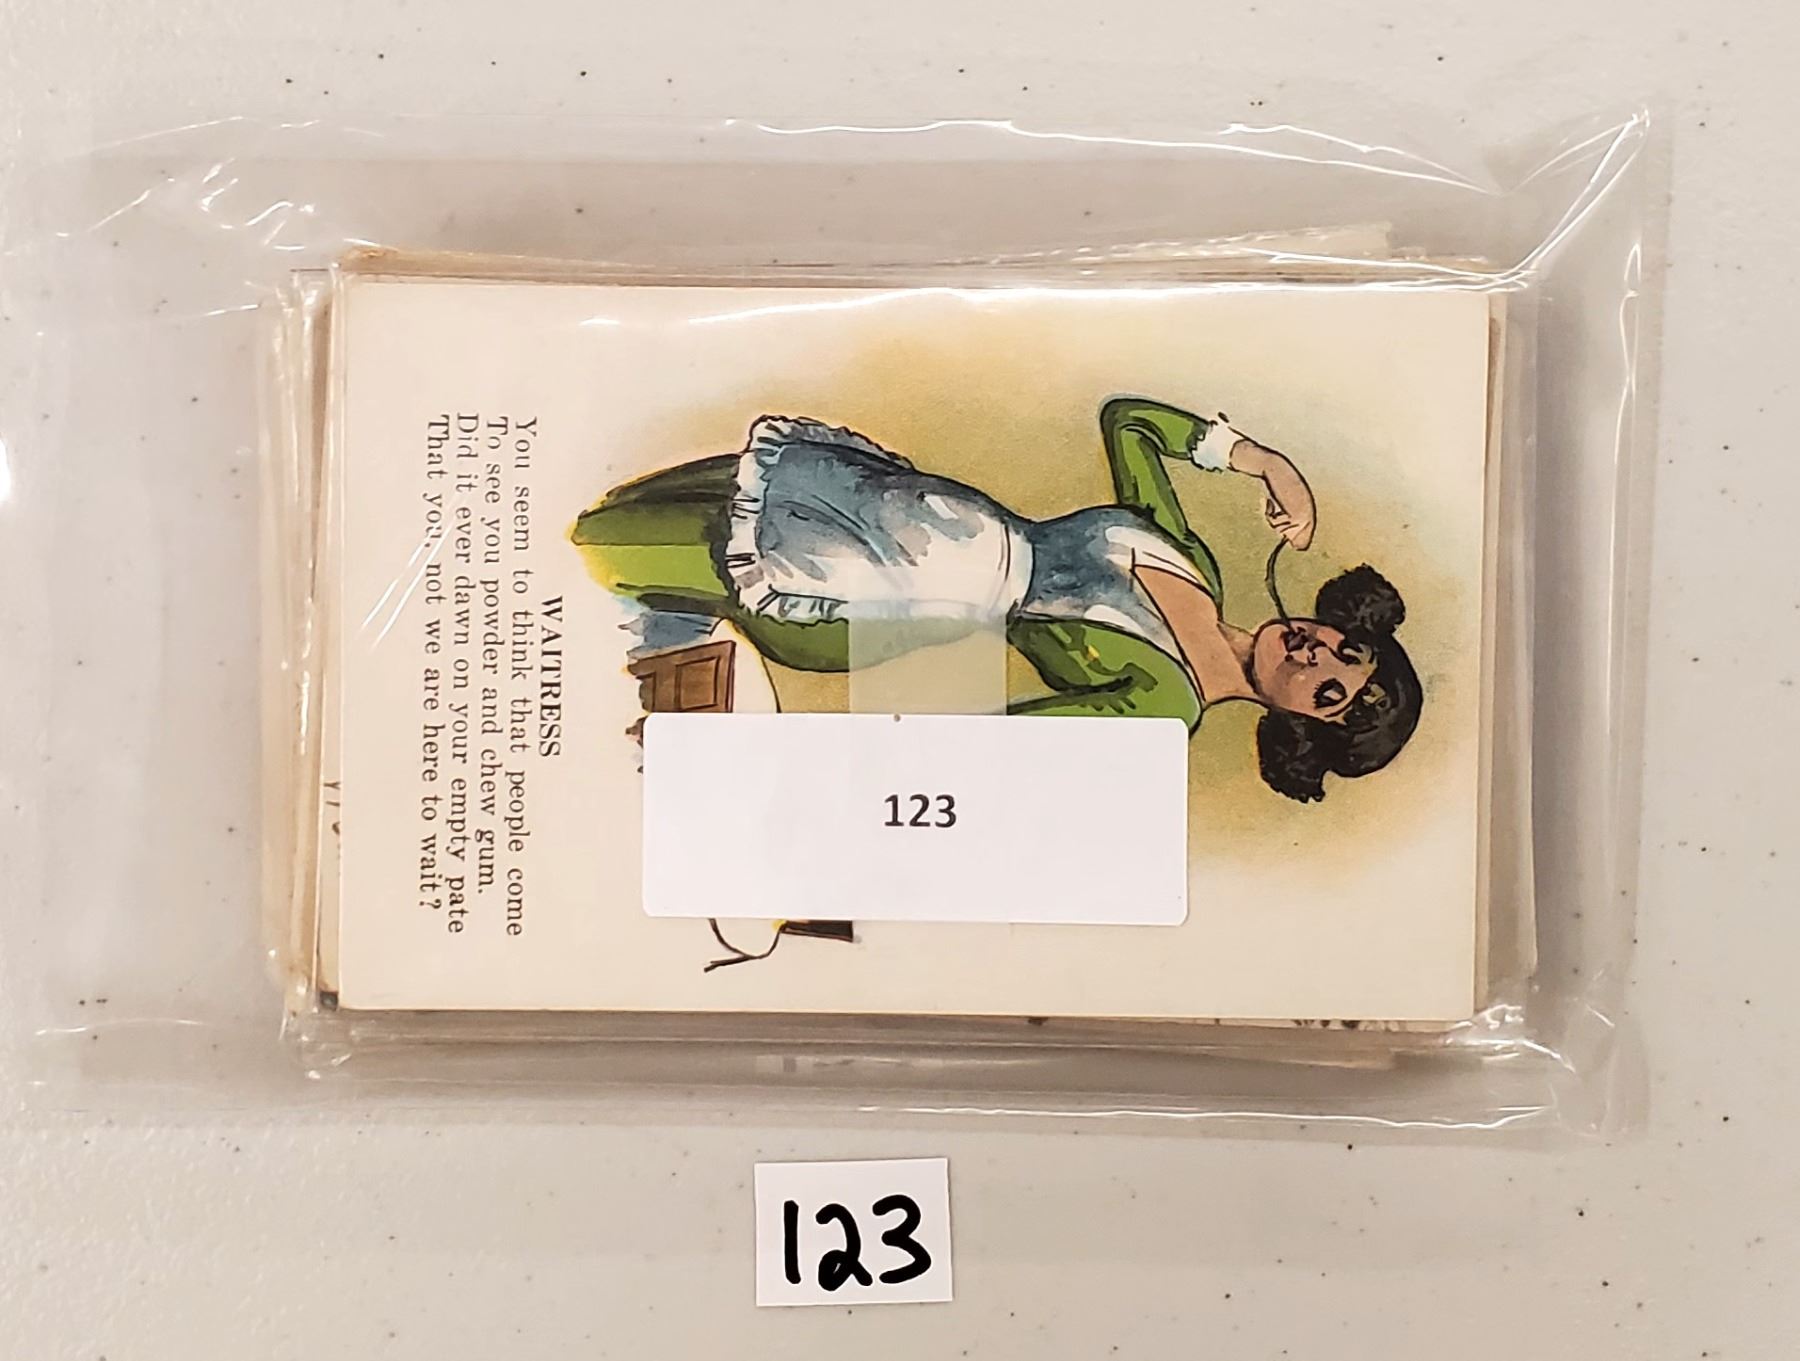 WAITRESS
You seem to think that people come
To see you powder and chew gum.
Did it ever dawn on your empty pate
That you, not we are here to wait?
123
123